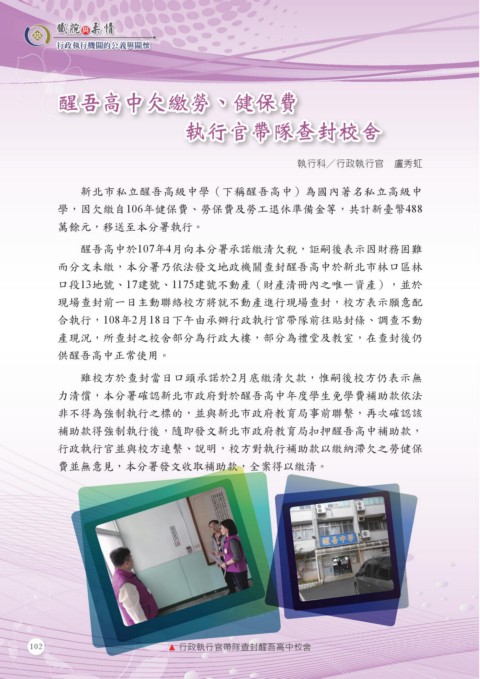 鐵腕與柔情
行政執行機關的公義與關懷
醒吾高中欠繳勞、健保費
執行官帶隊查封校舍
執行科／行政執行官　盧秀虹
新北市私立醒吾高級中學（下稱醒吾高中）為國內著名私立高級中
學，因欠繳自106年健保費、勞保費及勞工退休準備金等，共計新臺幣488
萬餘元，移送至本分署執行。
醒吾高中於107年4月向本分署承諾繳清欠稅，詎嗣後表示因財務困難
而分文未繳，本分署乃依法發文地政機關查封醒吾高中於新北市林口區林
口段13地號、17建號、1175建號不動產（財產清冊內之唯一資產），並於
現場查封前一日主動聯絡校方將就不動產進行現場查封，校方表示願意配
合執行，108年2月18日下午由承辦行政執行官帶隊前往貼封條、調查不動
產現況，所查封之校舍部分為行政大樓，部分為禮堂及教室，在查封後仍
供醒吾高中正常使用。
雖校方於查封當日口頭承諾於2月底繳清欠款，惟嗣後校方仍表示無
力清償，本分署確認新北市政府對於醒吾高中年度學生免學費補助款依法
非不得為強制執行之標的，並與新北市政府教育局事前聯繫，再次確認該
補助款得強制執行後，隨即發文新北市政府教育局扣押醒吾高中補助款，
行政執行官並與校方連繫、說明，校方對執行補助款以繳納滯欠之勞健保
費並無意見，本分署發文收取補助款，全案得以繳清。
醒吾中學
102
▲ 行政執行官帶隊查封醒吾高中校舍